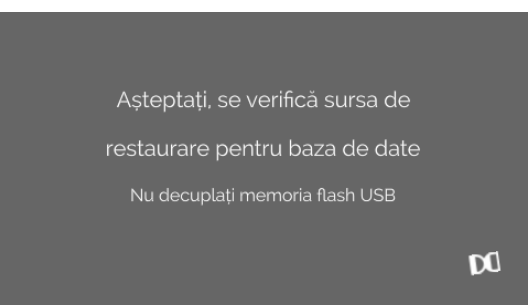 Așteptați, se verifică sursa de
restaurare pentru baza de date
Nu decuplați memoria flash USB